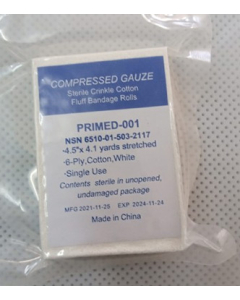 COMPRESSED GAUZE
Sterile Crinkle Cotton
Fluff Bandage Rolls
PRIMED-001
NSN 6510-01-503-2117
·4.5"x 4.1 yards stretched
·6-Ply,Cotton,White
·Single Use
Contents sterile in unopened,
undamaged package
MFG 2021-11-29 EXP 2024-11-24
Made in China